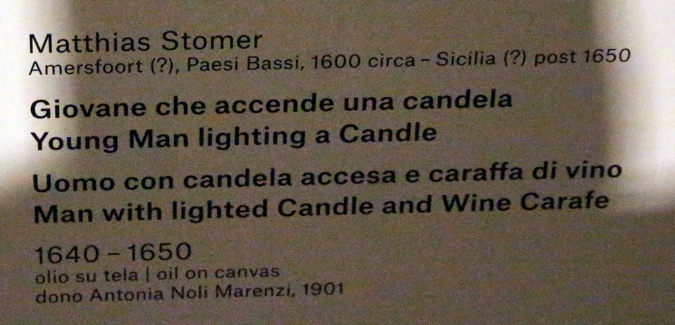 Matthias Stomer
Amersfoort (?), Paesi Bassi, 1600 circa – Sicilia (?) post 1650
Giovane che accende una candela
Young Man lighting a Candle
Uomo con candela accesa e caraffa di vino
Man with lighted Candle and Wine Carafe
1640 – 1650
olio su tela | oil on canvas
dono Antonia Noli Marenzi, 1901